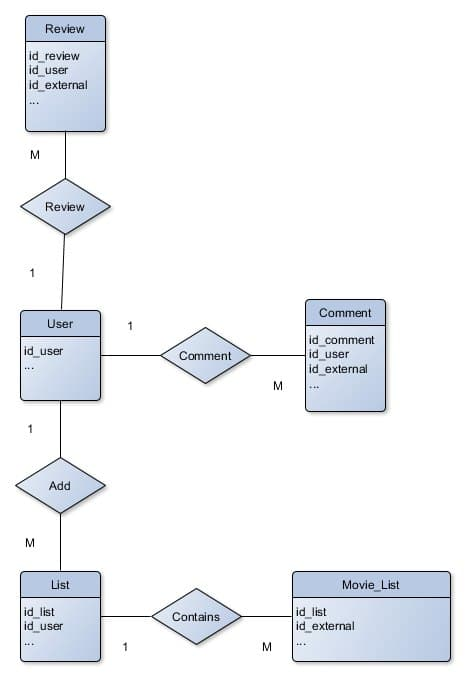 Review
id_review
id_user
id_external
...
M
Review
1
User
id_user
...
1
Comment
M
Comment
id_comment
id_user
id_external
...
1
Add
M
List
id_list
id_user
...
1
Contains
M
Movie_List
id_list
id_external
...